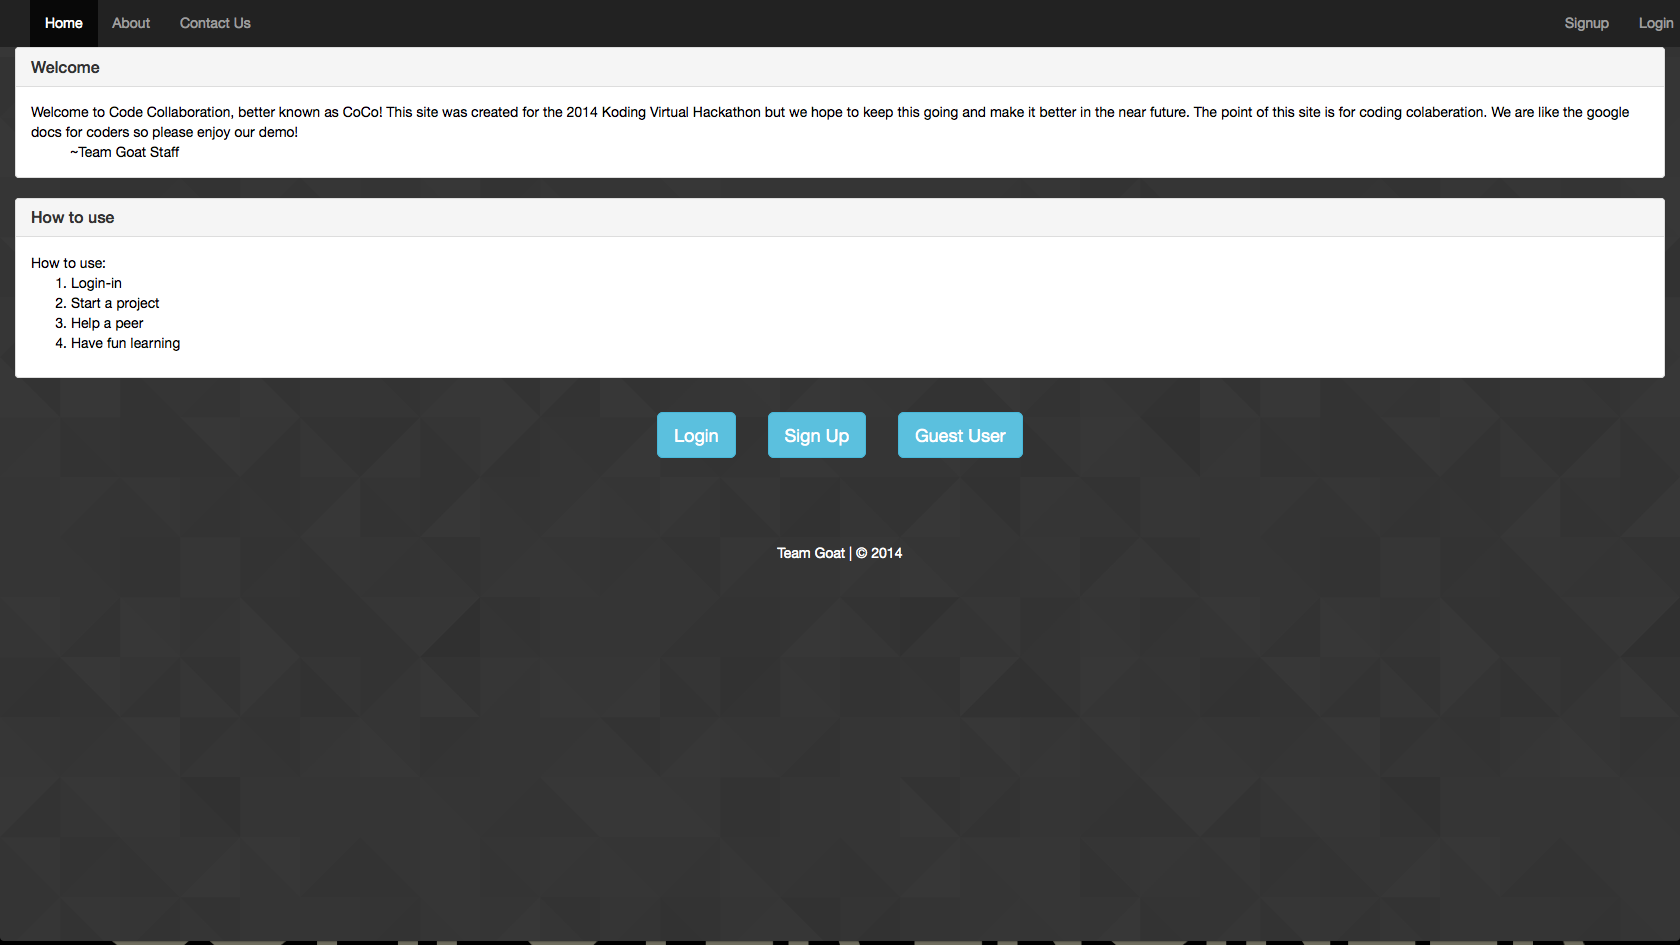 Home About Contact Us Signup Login
Welcome
Welcome to Code Collaboration, better known as CoCo! This site was created for the 2014 Koding Virtual Hackathon but we hope to keep this going and make it better in the near future. The point of this site is for coding colaberation. We are like the google
docs for coders so please enjoy our demo!
~Team Goat Staff
How to use
How to use:
1. Login-in
2. Start a project
3. Help a peer
4. Have fun learning
Login Sign Up Guest User
Team Goat | © 2014